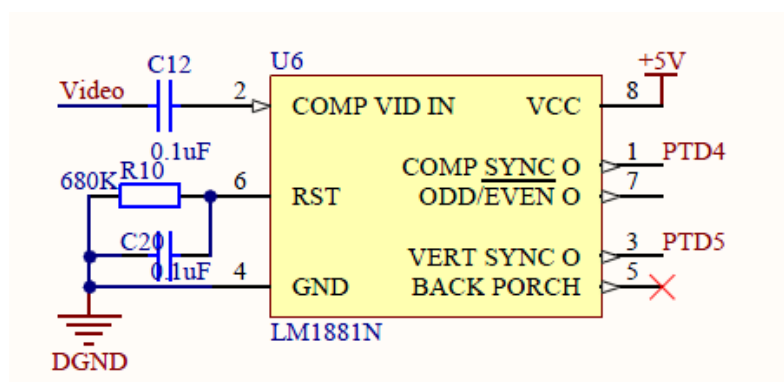 C12
U6
+5V
Video
2
COMP VID IN
VCC
8
0.1uF
COMP SYNC O
1
PTD4
680K
R10
6
RST
ODD/EVEN O
7
C20
0.1uF
VERT SYNC O
3
PTD5
4
GND
BACK PORCH
5
LM1881N
DGND